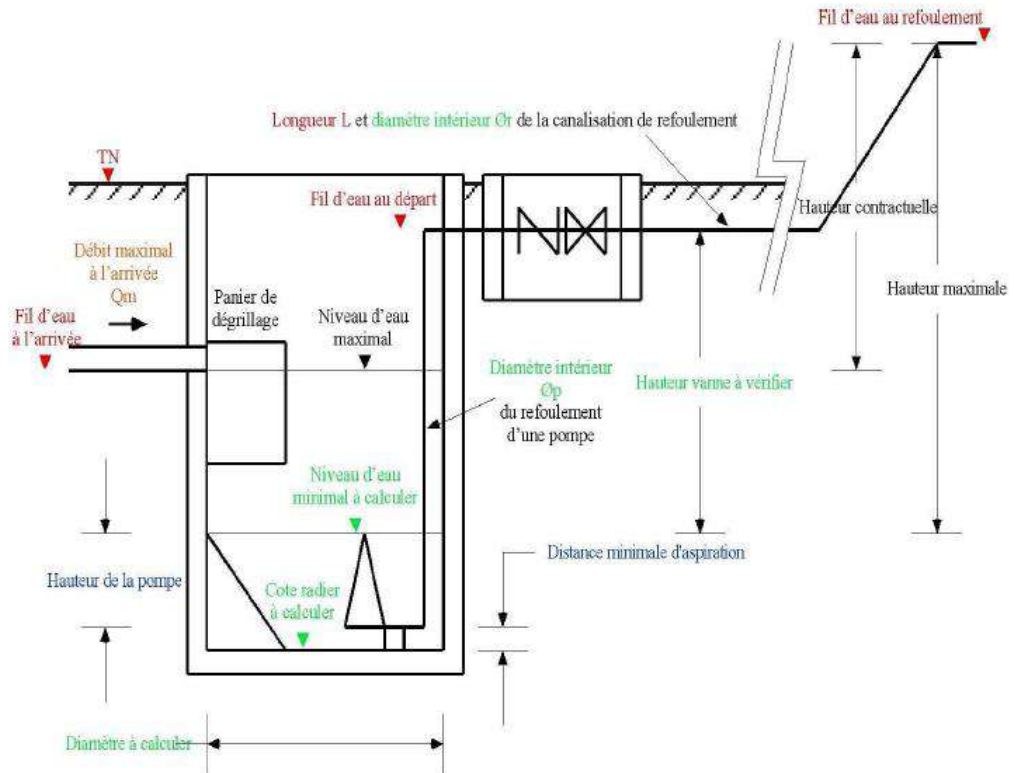 Fil d'eau au refoulement
Longueur L et diamètre intérieur Ør de la canalisation de refoulement
TN
Fil d'eau au départ
Hauteur contractuelle
Débit maximal
à l'arrivée
Qm
Panier de
dégrillage
Niveau d'eau
maximal
Hauteur maximale
Fil d'eau
à l'arrivée
Diamètre intérieur
Øp
du refoulement
d'une pompe
Hauteur vanne à vérifier
Niveau d'eau
minimal à calculer
Distance minimale d'aspiration
Hauteur de la pompe
Cote radier
à calculer
Diamètre à calculer